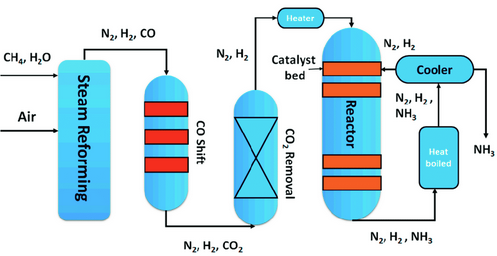 CH₄, H₂O
Air
Steam Reforming
N₂, H₂, CO
CO Shift
N₂, H₂, CO₂
CO₂ Removal
N₂, H₂
Heater
Catalyst
bed
Reactor
N₂, H₂
Cooler
N₂, H₂ ,
NH₃
Heat
boiled
NH₃
N₂, H₂ , NH₃